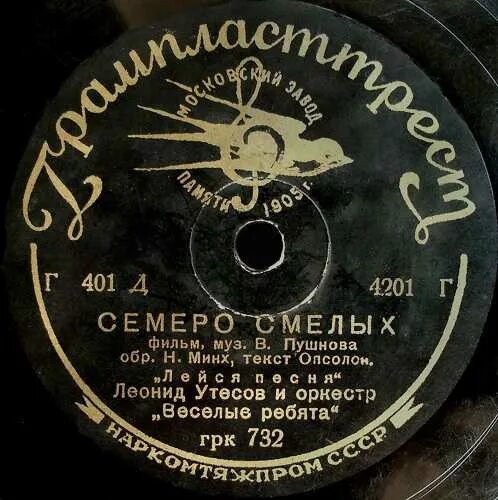 Грампласттрест
МОСКОВСКИЙ ЗАВОД
ПАМЯТИ 1905 г.
Г 401 Д 4201 Г
СЕМЕРО СМЕЛЫХ
фильм, муз. В. Пушнова
обр. Н. Минх, текст Опсолон.
„Лейся песня“
Леонид Утесов и оркестр
„Веселые ребята“
грк 732
НАРКОМТЯЖПРОМ СССР